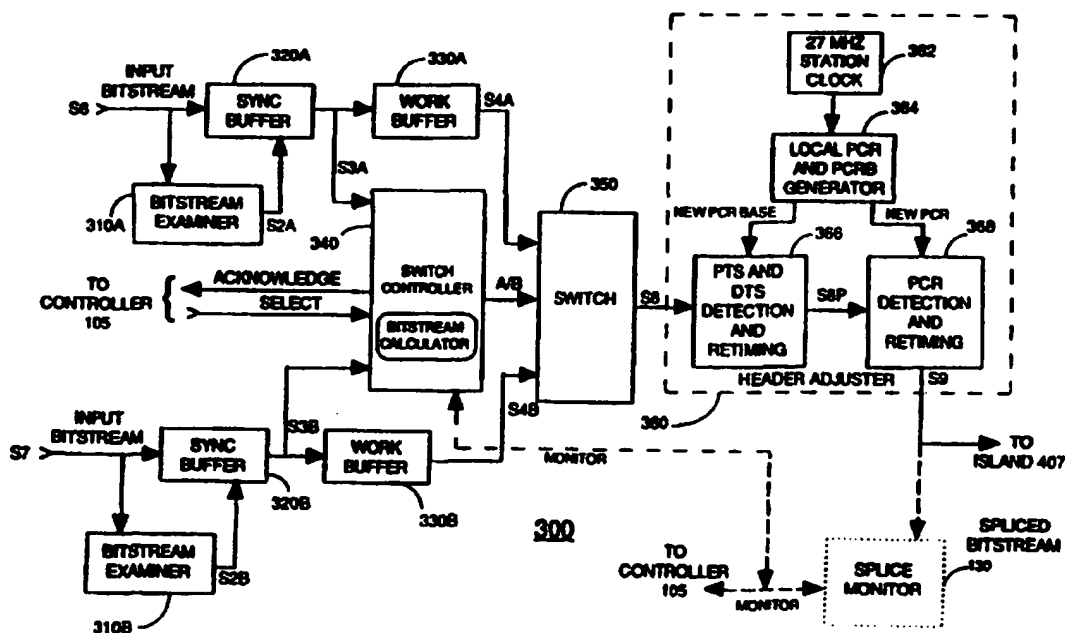 320A
330A
27 MHZ
STATION
CLOCK
362
INPUT
BITSTREAM
S6
SYNC
BUFFER
WORK
BUFFER
S4A
364
LOCAL PCR
AND PCRB
GENERATOR
S3A
BITSTREAM
EXAMINER
310A
S2A
340
350
NEW PCR BASE
NEW PCR
366
368
TO
CONTROLLER
105
ACKNOWLEDGE
SELECT
SWITCH
CONTROLLER
BITSTREAM
CALCULATOR
A/B
SWITCH
S8
PTS AND
DTS
DETECTION
AND
RETIMING
S8P
PCR
DETECTION
AND
RETIMING
HEADER ADJUSTER
S9
360
INPUT
BITSTREAM
S7
SYNC
BUFFER
S3B
WORK
BUFFER
S4B
MONITOR
TO
ISLAND 407
320B
330B
300
BITSTREAM
EXAMINER
S2B
310B
SPLICED
BITSTREAM
TO
CONTROLLER
105
MONITOR
SPLICE
MONITOR
430